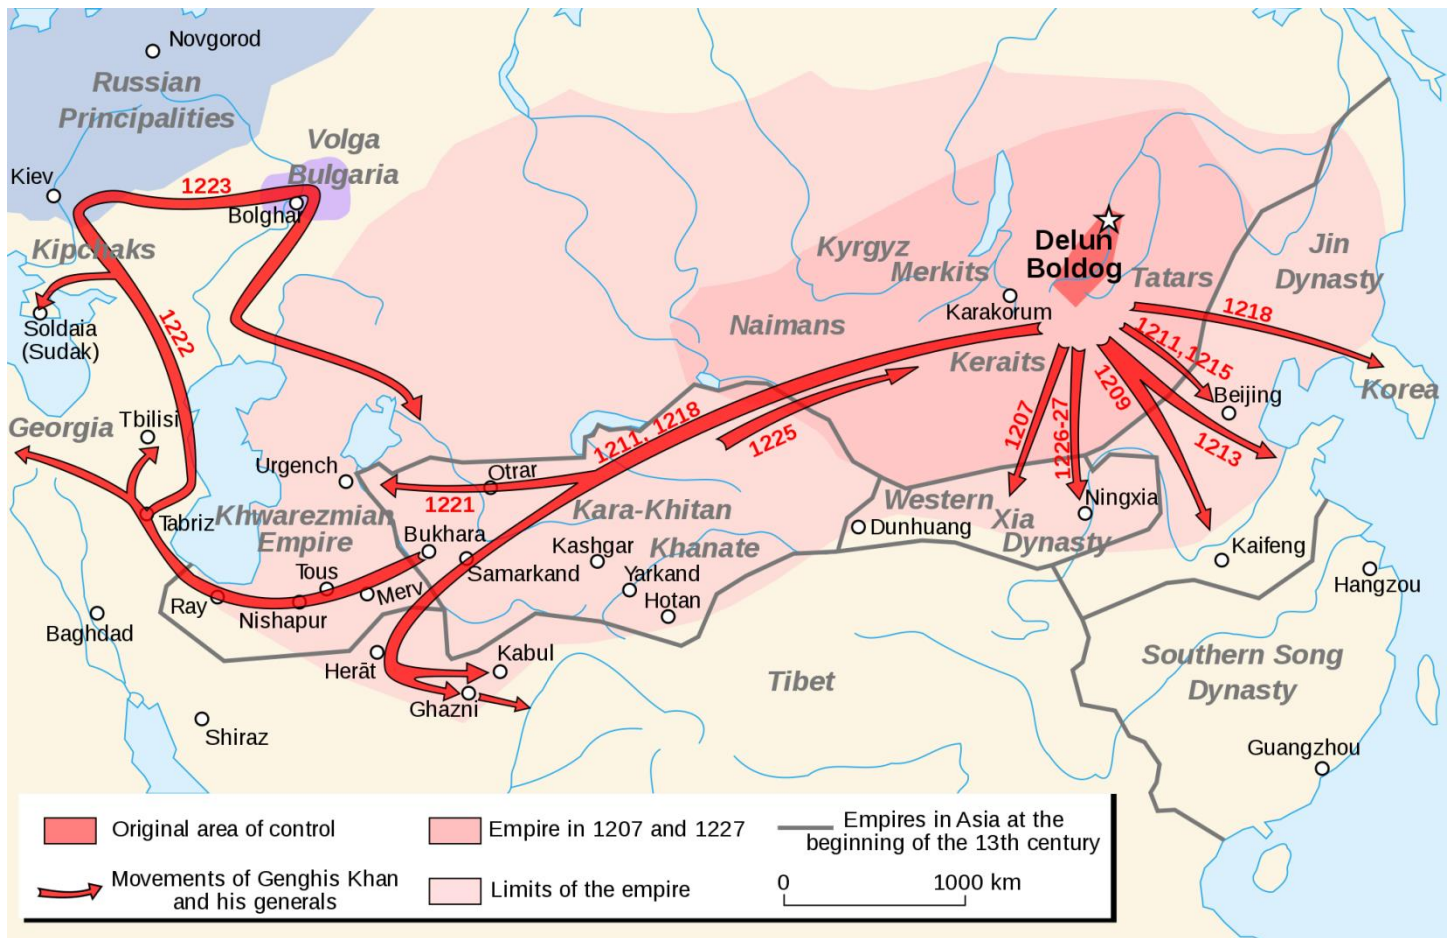 Novgorod
Russian
Principalities
Volga
Bulgaria
Kiev
1223
Bolghar
Kipchaks
Soldaia
(Sudak)
1222
Georgia
Tbilisi
Tabriz
Urgench
Khwarezmian
Empire
Otrar
1221
Bukhara
Samarkand
Tous
Merv
Ray
Nishapur
Baghdad
Shiraz
Herāt
Kabul
Ghazni
Kara-Khitan
Khanate
Kashgar
Yarkand
Hotan
1211, 1218
1225
Kyrgyz
Merkits
Naimans
Keraits
Karakorum
Delun
Boldog
Tatars
Jin
Dynasty
1218
1211,1215
1209
1207
1226-27
1213
Beijing
Korea
Western
Xia
Dynasty
Ningxia
Dunhuang
Kaifeng
Hangzou
Tibet
Southern Song
Dynasty
Guangzhou
Original area of control
Movements of Genghis Khan
and his generals
Empire in 1207 and 1227
Limits of the empire
Empires in Asia at the
beginning of the 13th century
0 1000 km